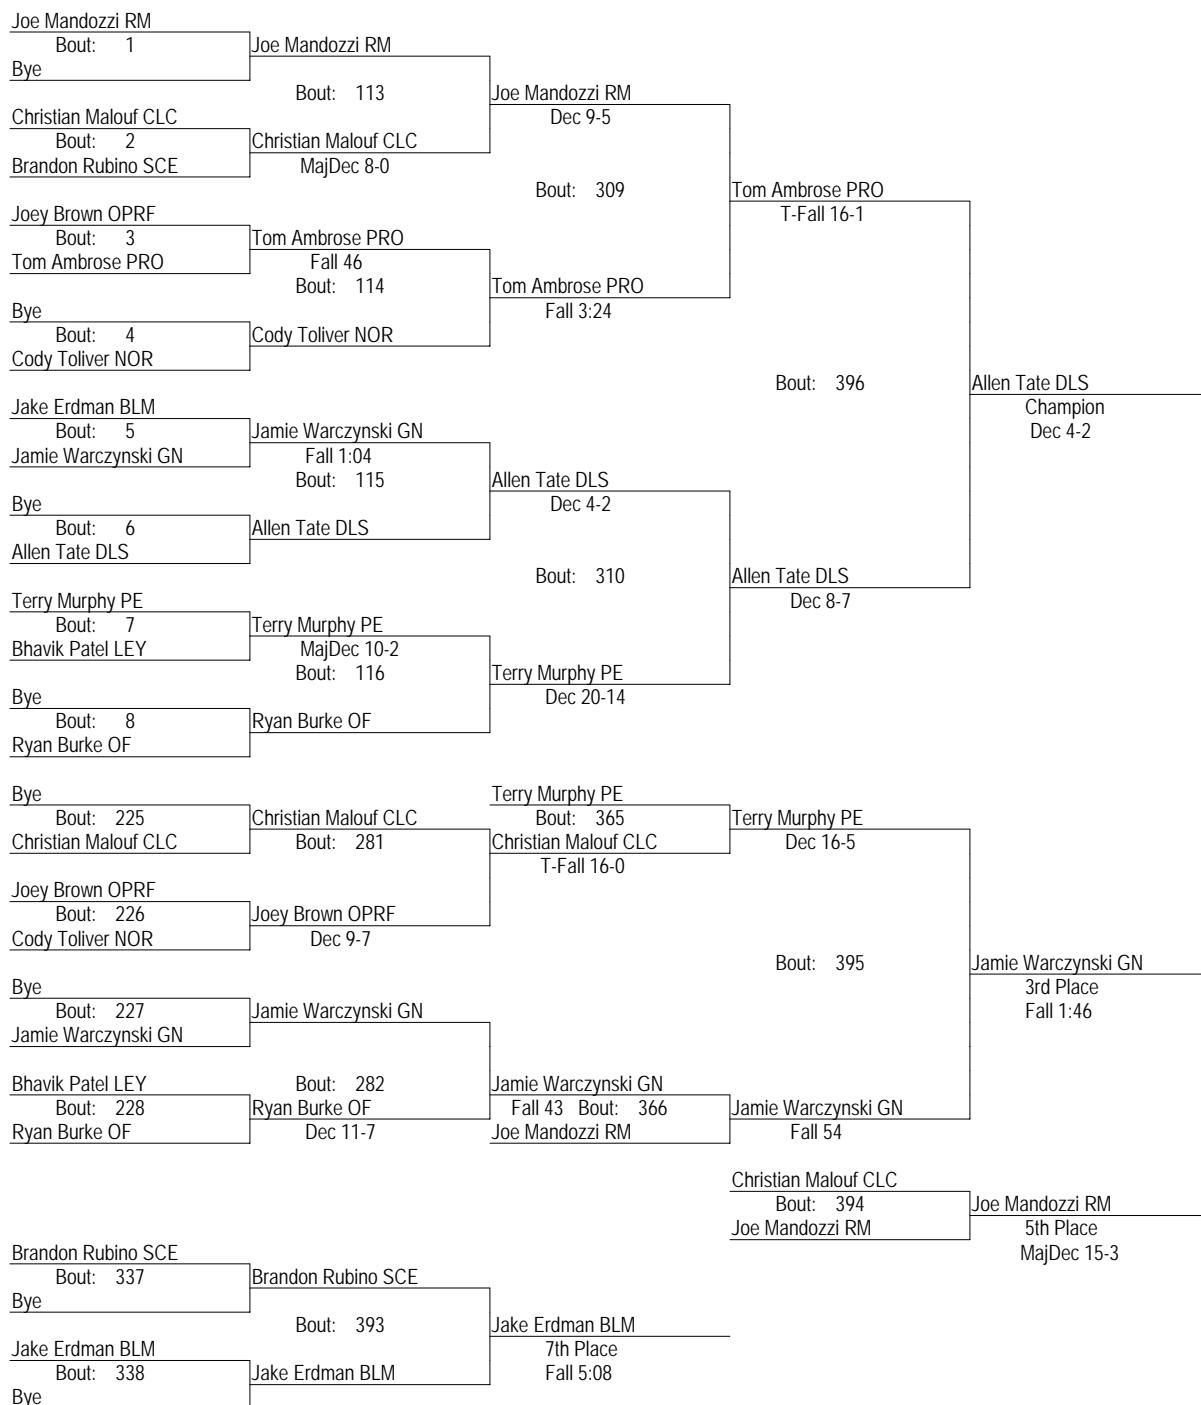 Joe Mandozzi RM
Bout: 1
Joe Mandozzi RM
Bye
Bout: 113
Joe Mandozzi RM
Dec 9-5
Christian Malouf CLC
Bout: 2
Christian Malouf CLC
Brandon Rubino SCE
MajDec 8-0
Bout: 309
Tom Ambrose PRO
T-Fall 16-1
Joey Brown OPRF
Bout: 3
Tom Ambrose PRO
Tom Ambrose PRO
Fall 46
Bout: 114
Tom Ambrose PRO
Fall 3:24
Bye
Bout: 4
Cody Toliver NOR
Cody Toliver NOR
Bout: 396
Allen Tate DLS
Champion
Dec 4-2
Jake Erdman BLM
Bout: 5
Jamie Warczynski GN
Jamie Warczynski GN
Fall 1:04
Bout: 115
Allen Tate DLS
Dec 4-2
Bye
Bout: 6
Allen Tate DLS
Allen Tate DLS
Bout: 310
Allen Tate DLS
Dec 8-7
Terry Murphy PE
Bout: 7
Terry Murphy PE
Bhavik Patel LEY
MajDec 10-2
Bout: 116
Terry Murphy PE
Dec 20-14
Bye
Bout: 8
Ryan Burke OF
Ryan Burke OF
Bye
Bout: 225
Christian Malouf CLC
Christian Malouf CLC
Bout: 281
Terry Murphy PE
Bout: 365
Christian Malouf CLC
T-Fall 16-0
Terry Murphy PE
Dec 16-5
Joey Brown OPRF
Bout: 226
Joey Brown OPRF
Cody Toliver NOR
Dec 9-7
Bout: 395
Jamie Warczynski GN
3rd Place
Fall 1:46
Bye
Bout: 227
Jamie Warczynski GN
Jamie Warczynski GN
Bhavik Patel LEY
Bout: 228
Ryan Burke OF
Bout: 282
Ryan Burke OF
Dec 11-7
Jamie Warczynski GN
Fall 43 Bout: 366
Joe Mandozzi RM
Jamie Warczynski GN
Fall 54
Christian Malouf CLC
Bout: 394
Joe Mandozzi RM
Joe Mandozzi RM
5th Place
MajDec 15-3
Brandon Rubino SCE
Bout: 337
Brandon Rubino SCE
Bye
Bout: 393
Jake Erdman BLM
7th Place
Fall 5:08
Jake Erdman BLM
Bout: 338
Jake Erdman BLM
Bye